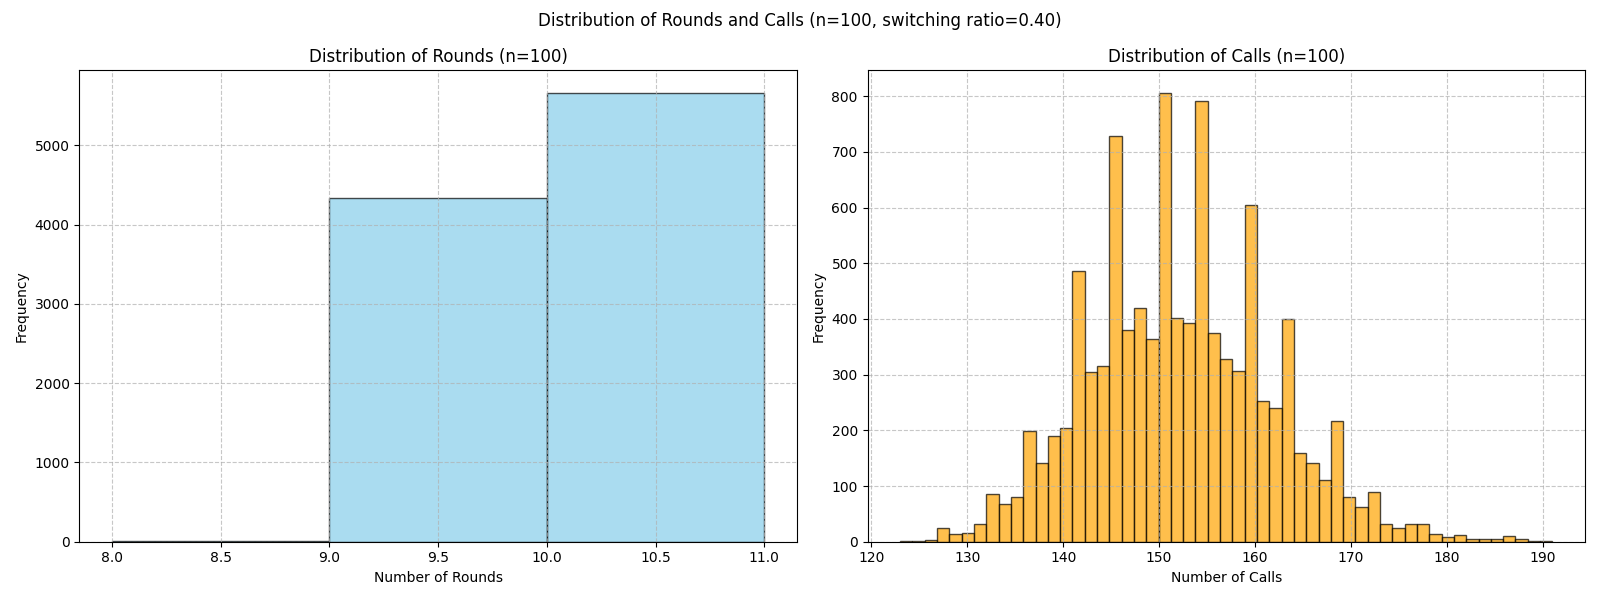 Distribution of Rounds and Calls (n=100, switching ratio=0.40)
Distribution of Rounds (n=100)
Frequency
5000
4000
3000
2000
1000
0
8.0 8.5 9.0 9.5 10.0 10.5 11.0
Number of Rounds
Distribution of Calls (n=100)
Frequency
800
700
600
500
400
300
200
100
0
120 130 140 150 160 170 180 190
Number of Calls